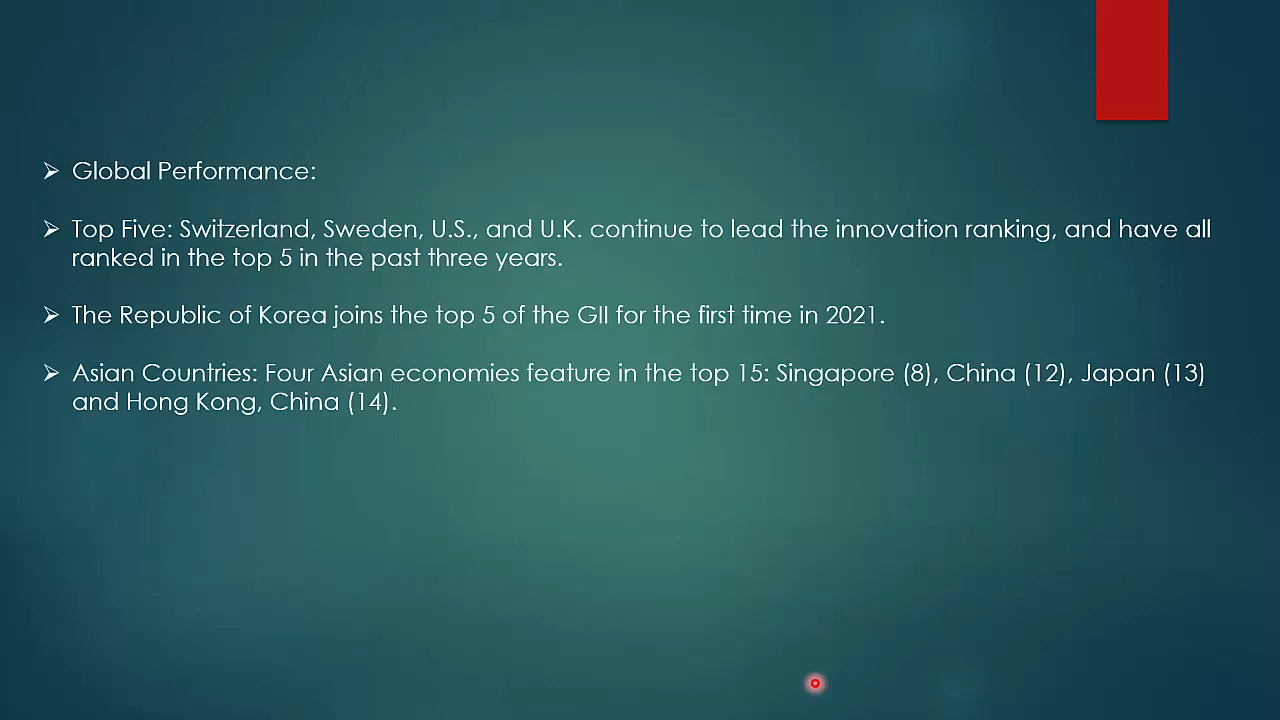 Global Performance:
Top Five: Switzerland, Sweden, U.S., and U.K. continue to lead the innovation ranking, and have all
ranked in the top 5 in the past three years.
The Republic of Korea joins the top 5 of the GII for the first time in 2021.
Asian Countries: Four Asian economies feature in the top 15: Singapore (8), China (12), Japan (13)
and Hong Kong, China (14).